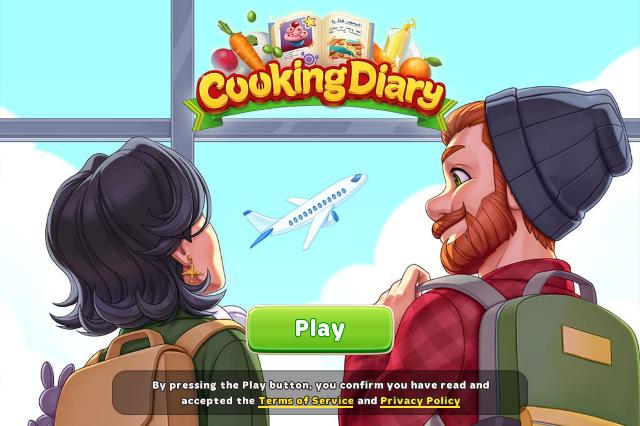 Cooking Diary
Play
By pressing the Play button, you confirm you have read and
accepted the Terms of Service and Privacy Policy